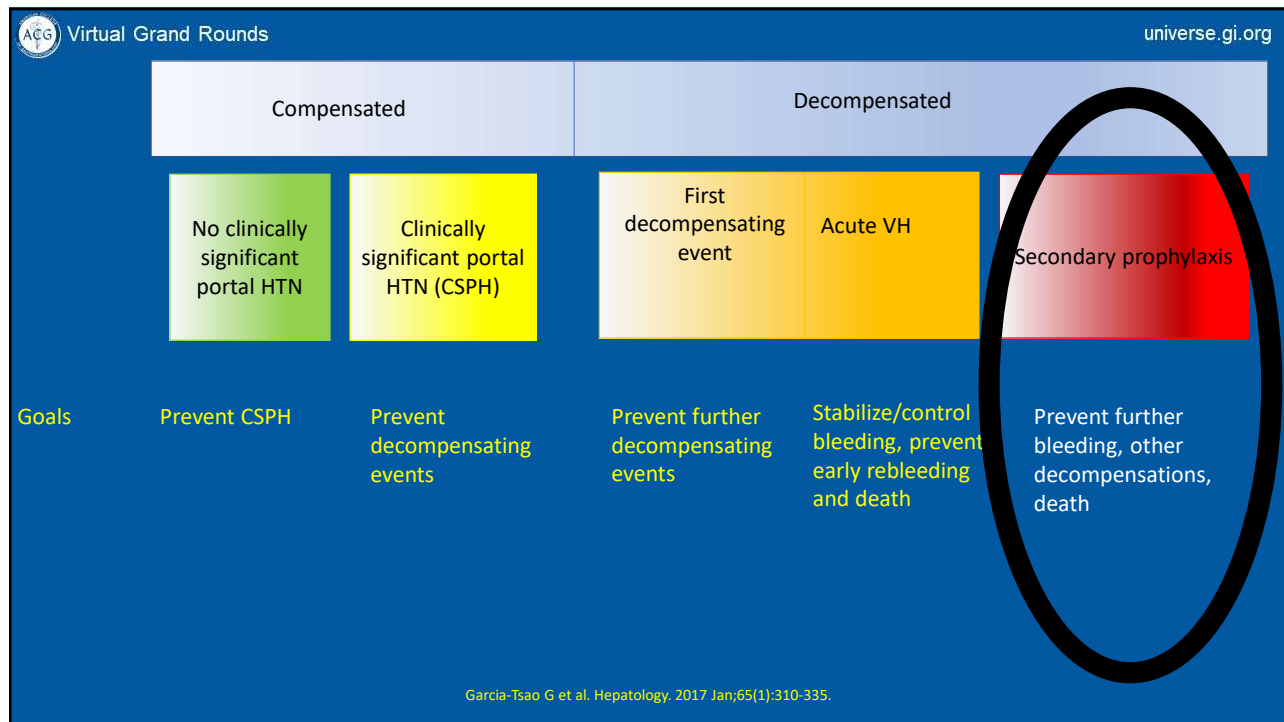 ACG Virtual Grand Rounds
universe.gi.org
Compensated
Decompensated
No clinically
significant
portal HTN
Clinically
significant portal
HTN (CSPH)
First
decompensating
event
Acute VH
Secondary prophylaxis
Goals
Prevent CSPH
Prevent
decompensating
events
Prevent further
decompensating
events
Stabilize/control
bleeding, prevent
early rebleeding
and death
Prevent further
bleeding, other
decompensations,
death
Garcia-Tsao G et al. Hepatology. 2017 Jan;65(1):310-335.